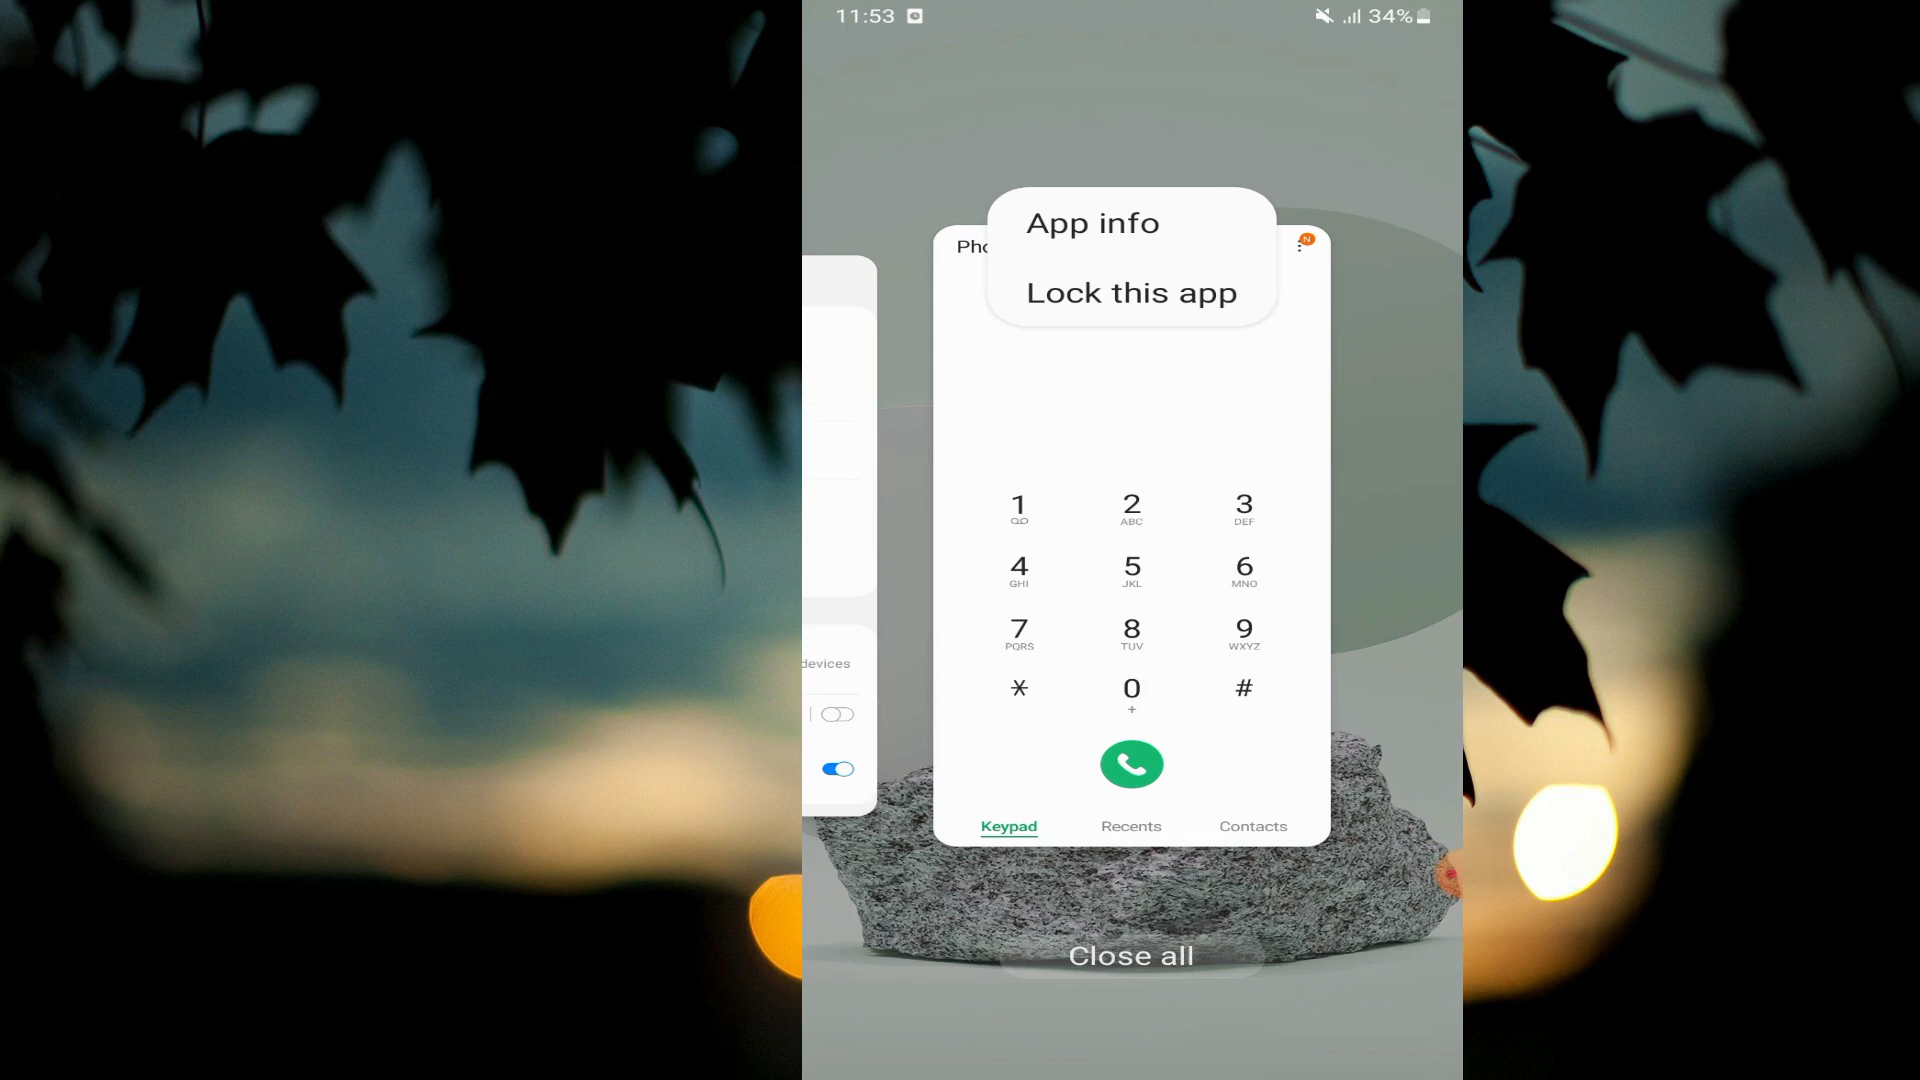 11:53
34%
App info
Pho
N
Lock this app
1
2 ABC
3 DEF
4 GHI
5 JKL
6 MNO
7 PQRS
8 TUV
9 WXYZ
*
0 +
#
devices
Keypad Recents Contacts
Close all